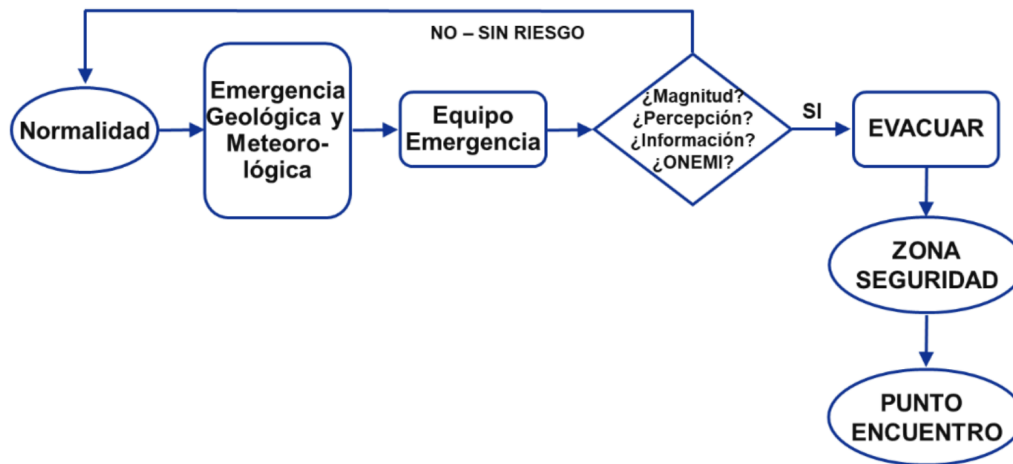 NO – SIN RIESGO
Normalidad
Emergencia
Geológica y
Meteoro-
lógica
Equipo
Emergencia
¿Magnitud?
¿Percepción?
¿Información?
¿ONEMI?
SI
EVACUAR
ZONA
SEGURIDAD
PUNTO
ENCUENTRO